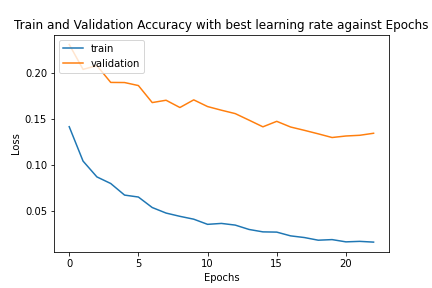 Train and Validation Accuracy with best learning rate against Epochs
train
validation
0.20
0.15
0.10
0.05
Loss
0
5
10
15
20
Epochs